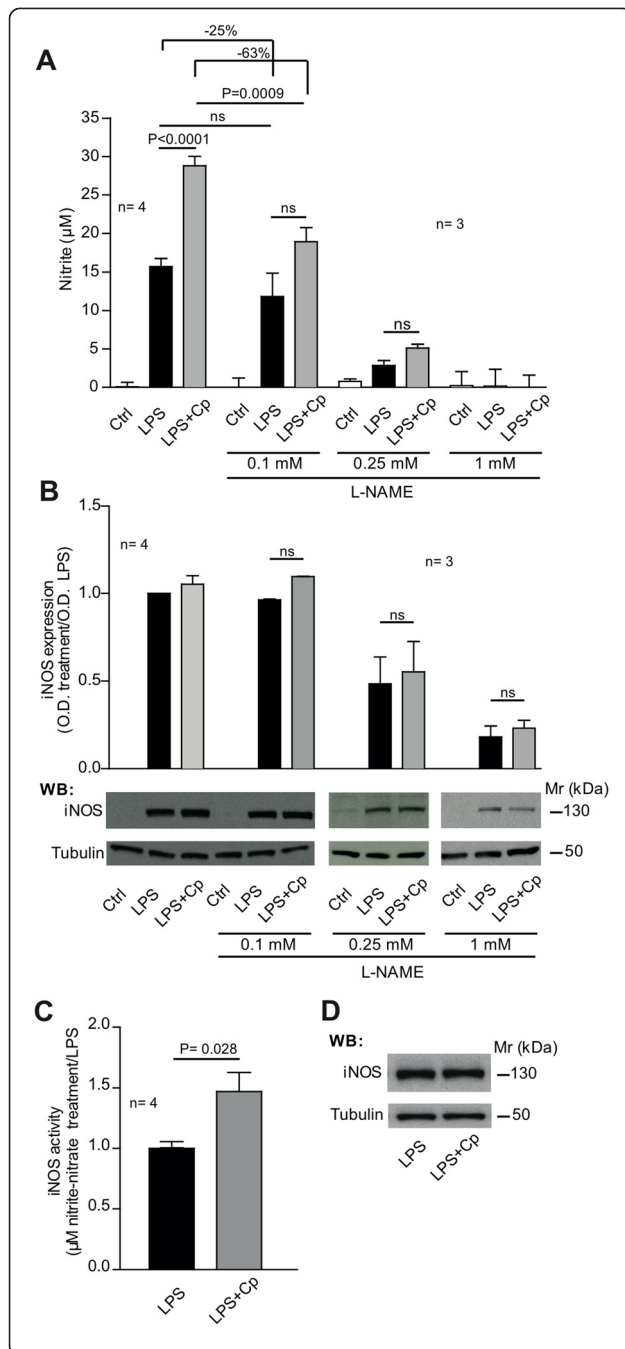 A
-25%
-63%
P=0.0009
ns
P<0.0001
35
30
25
20
15
10
5
0
Nitrite (µM)
n= 4
ns
n= 3
ns
Ctrl LPS LPS+Cp Ctrl LPS LPS+Cp Ctrl LPS LPS+Cp Ctrl LPS LPS+Cp
0.1 mM 0.25 mM 1 mM
L-NAME
B
1.5
1.0
0.5
0
iNOS expression
(O.D. treatment/O.D. LPS)
n= 4
ns
n= 3
ns
ns
WB:
Mr (kDa)
iNOS
130
Tubulin
50
Ctrl LPS LPS+Cp Ctrl LPS LPS+Cp Ctrl LPS LPS+Cp Ctrl LPS LPS+Cp
0.1 mM 0.25 mM 1 mM
L-NAME
C
2.0
1.5
1.0
0.5
0.0
iNOS activity
(µM nitrite-nitrate treatment/LPS
P= 0.028
n= 4
LPS LPS+Cp
D
WB:
Mr (kDa)
iNOS
130
Tubulin
50
LPS LPS+Cp